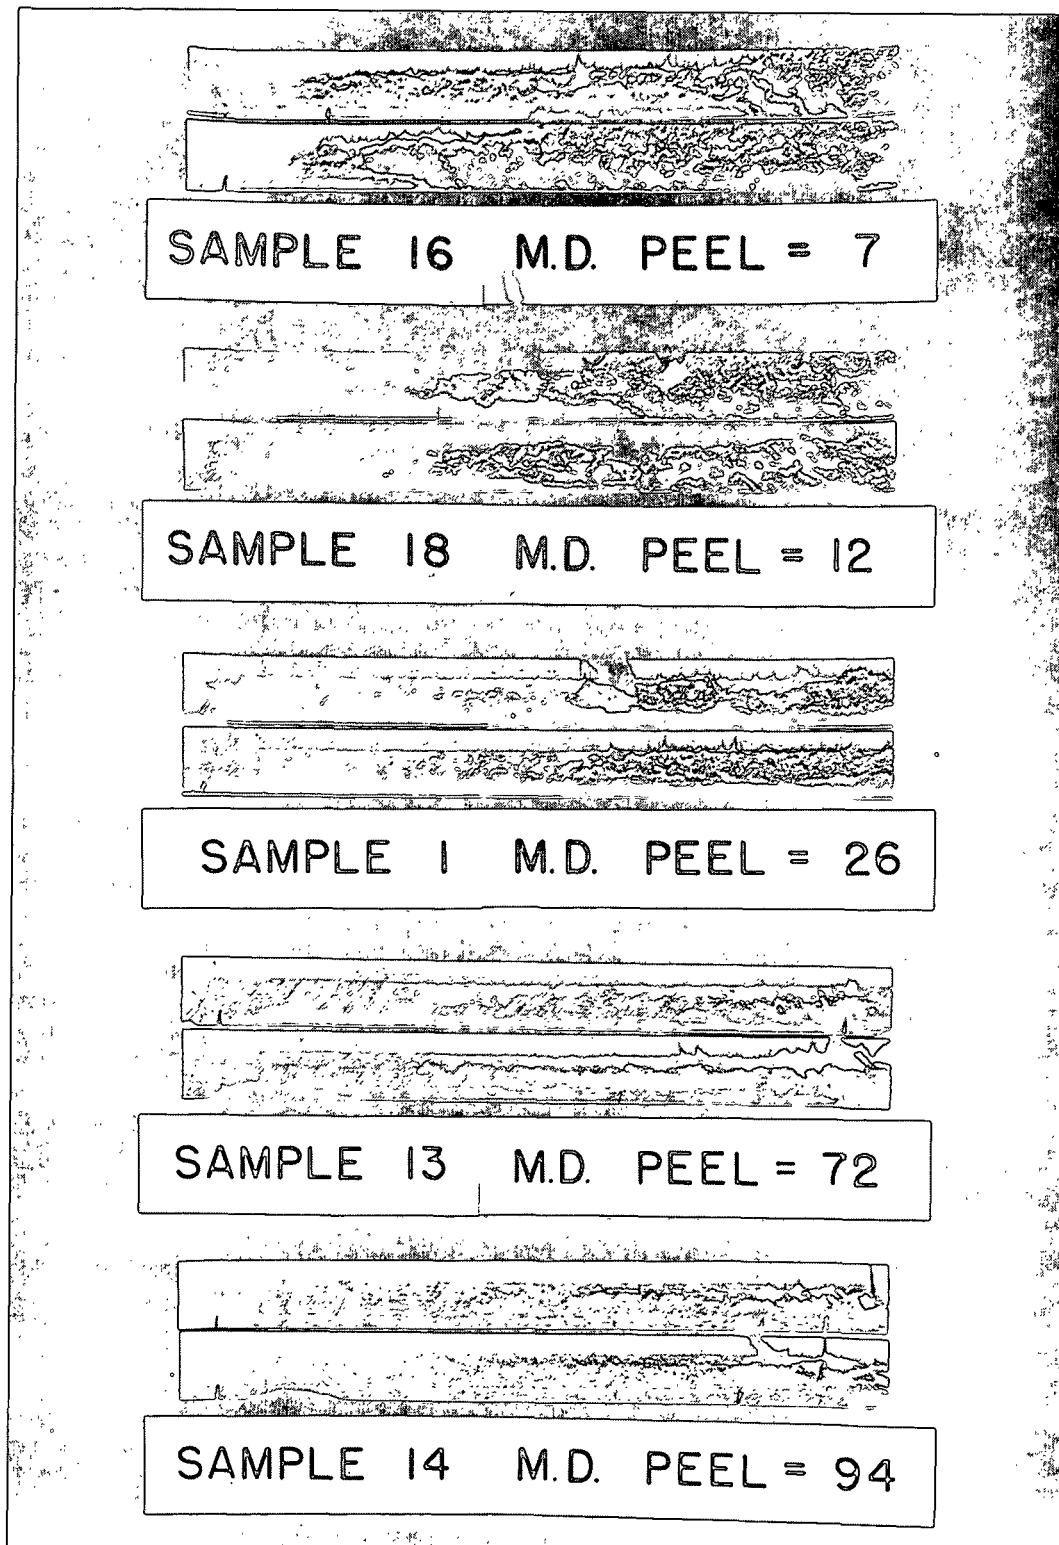 SAMPLE 16 M.D. PEEL = 7
SAMPLE 18 M.D. PEEL = 12
SAMPLE 1 M.D. PEEL = 26
SAMPLE 13 M.D. PEEL = 72
SAMPLE 14 M.D. PEEL = 94